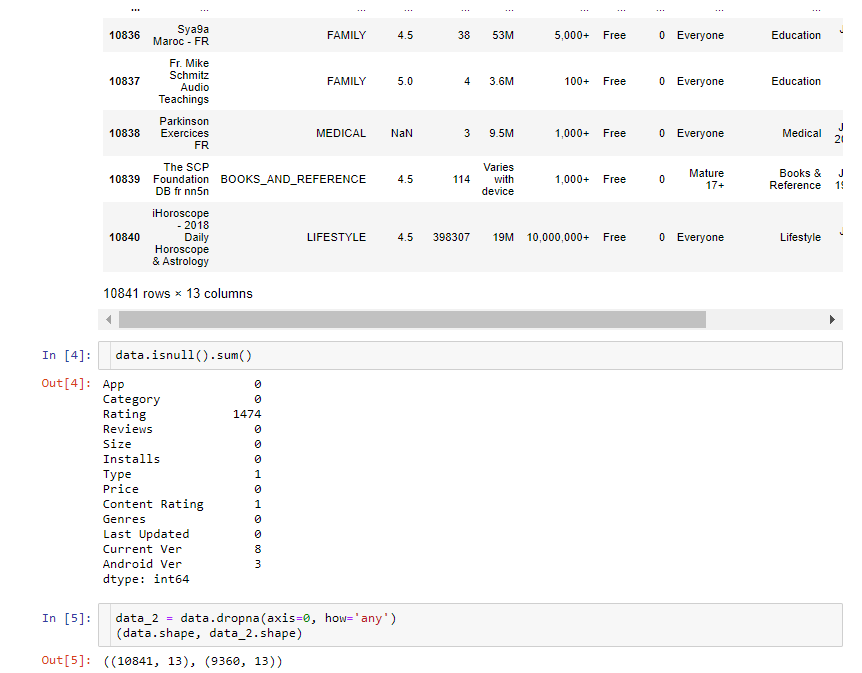 ... ... ... ... ... ... ... ... ... ... ...
10836 Sya9a Maroc - FR FAMILY 4.5 38 53M 5,000+ Free 0 Everyone Education
10837 Fr. Mike Schmitz Audio Teachings FAMILY 5.0 4 3.6M 100+ Free 0 Everyone Education
10838 Parkinson Exercices FR MEDICAL NaN 3 9.5M 1,000+ Free 0 Everyone Medical
10839 The SCP Foundation DB fr nn5n BOOKS_AND_REFERENCE 4.5 114 Varies with device 1,000+ Free 0 Mature 17+ Books & Reference
10840 iHoroscope - 2018 Daily Horoscope & Astrology LIFESTYLE 4.5 398307 19M 10,000,000+ Free 0 Everyone Lifestyle
10841 rows × 13 columns
In [4]: data.isnull().sum()
Out[4]: App 0
Category 0
Rating 1474
Reviews 0
Size 0
Installs 0
Type 1
Price 0
Content Rating 1
Genres 0
Last Updated 0
Current Ver 8
Android Ver 3
dtype: int64
In [5]: data_2 = data.dropna(axis=0, how='any')
(data.shape, data_2.shape)
Out[5]: ((10841, 13), (9360, 13))